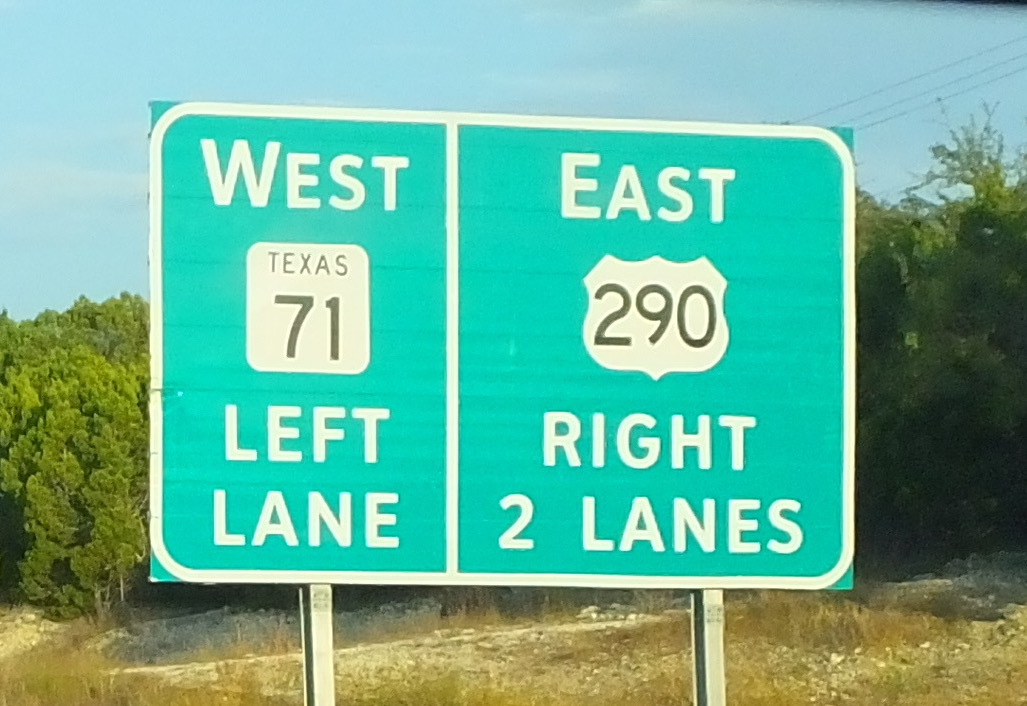 WEST
TEXAS
71
LEFT
LANE
EAST
290
RIGHT
2 LANES